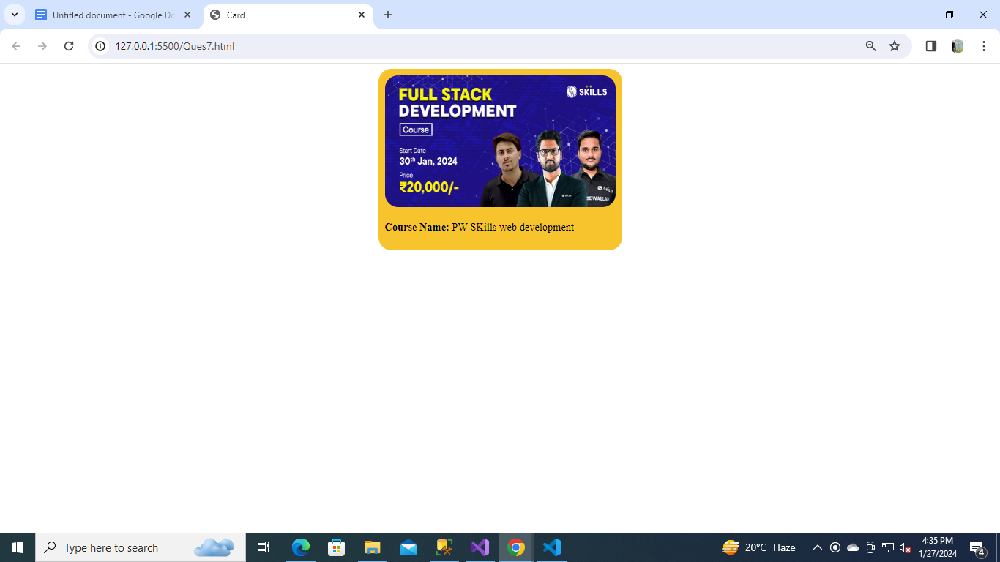 Untitled document - Google Do
Card
127.0.0.1:5500/Ques7.html
FULL STACK
DEVELOPMENT
Course
SKILLS
Start Date
30th Jan, 2024
Price
₹20,000/-
SKILLS
GE WALLAH
Course Name: PW SKills web development
Type here to search
20°C Haze
4:35 PM
1/27/2024
4